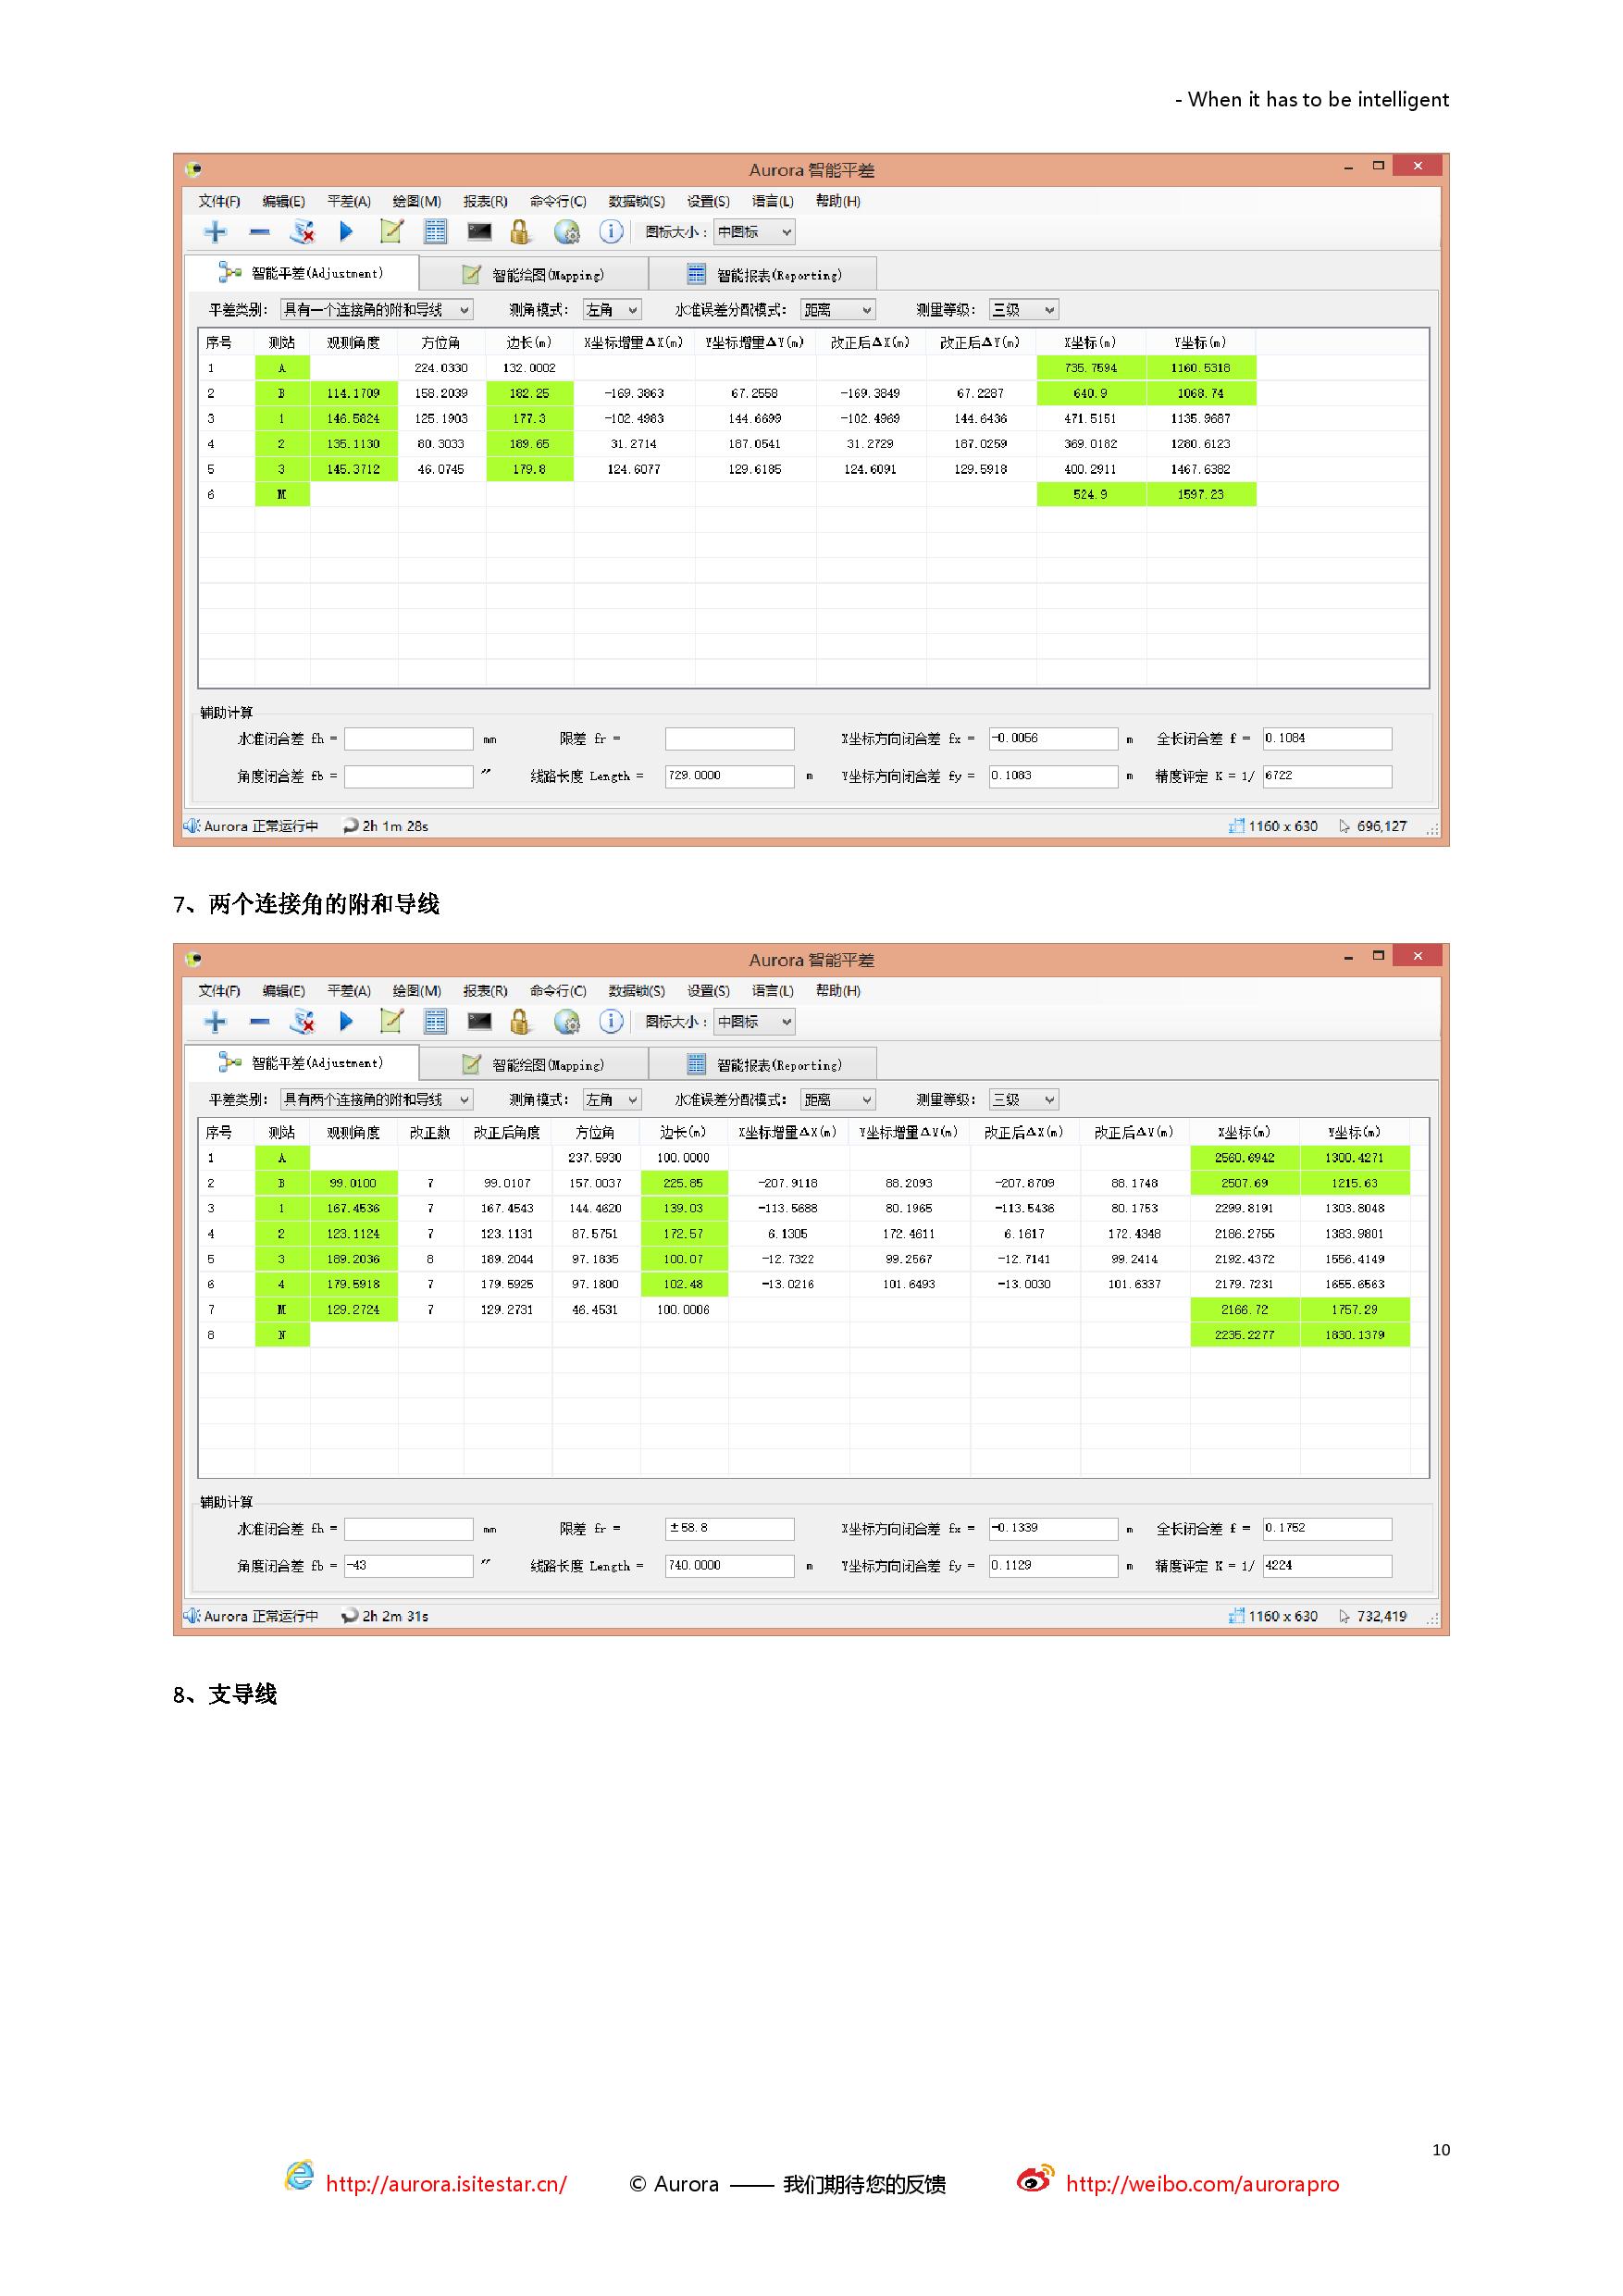 - When it has to be intelligent
Aurora 智能平差
文件(F) 编辑(E) 平差(A) 绘图(M) 报表(R) 命令行(C) 数据锁(S) 设置(S) 语言(L) 帮助(H)
图标大小： 中图标
智能平差(Adjustment) 智能绘图(Mapping) 智能报表(Reporting)
平差类别： 具有一个连接角的附和导线 测角模式： 左角 水准误差分配模式： 距离 测量等级： 三级
序号 测站 观测角度 方位角 边长(m) X坐标增量ΔX(m) Y坐标增量ΔY(m) 改正后ΔX(m) 改正后ΔY(m) X坐标(m) Y坐标(m)
1 A 224.0330 132.0002 735.7594 1160.5318
2 B 114.1709 158.2039 182.25 -169.3863 67.2558 -169.3849 67.2287 640.9 1068.74
3 1 146.5824 125.1903 177.3 -102.4983 144.6699 -102.4969 144.6436 471.5151 1135.9687
4 2 135.1130 80.3033 189.65 31.2714 187.0541 31.2729 187.0259 369.0182 1280.6123
5 3 145.3712 46.0745 179.8 124.6077 129.6185 124.6091 129.5918 400.2911 1467.6382
6 M 524.9 1597.23
辅助计算
水准闭合差 fh = mm 限差 fr = X坐标方向闭合差 fx = -0.0056 m 全长闭合差 f = 0.1084
角度闭合差 fb = ″ 线路长度 Length = 729.0000 m Y坐标方向闭合差 fy = 0.1083 m 精度评定 K = 1/ 6722
Aurora 正常运行中 2h 1m 28s 1160 x 630 696,127
7、两个连接角的附和导线
Aurora 智能平差
文件(F) 编辑(E) 平差(A) 绘图(M) 报表(R) 命令行(C) 数据锁(S) 设置(S) 语言(L) 帮助(H)
图标大小： 中图标
智能平差(Adjustment) 智能绘图(Mapping) 智能报表(Reporting)
平差类别： 具有两个连接角的附和导线 测角模式： 左角 水准误差分配模式： 距离 测量等级： 三级
序号 测站 观测角度 改正数 改正后角度 方位角 边长(m) X坐标增量ΔX(m) Y坐标增量ΔY(m) 改正后ΔX(m) 改正后ΔY(m) X坐标(m) Y坐标(m)
1 A 237.5930 100.0000 2560.6942 1300.4271
2 B 99.0100 7 99.0107 157.0037 225.85 -207.9118 88.2093 -207.8709 88.1748 2507.69 1215.63
3 1 167.4536 7 167.4543 144.4620 139.03 -113.5688 80.1965 -113.5436 80.1753 2299.8191 1303.8048
4 2 123.1124 7 123.1131 87.5751 172.57 6.1305 172.4611 6.1617 172.4348 2186.2755 1383.9801
5 3 189.2036 8 189.2044 97.1835 100.07 -12.7322 99.2567 -12.7141 99.2414 2192.4372 1556.4149
6 4 179.5918 7 179.5925 97.1800 102.48 -13.0216 101.6493 -13.0030 101.6337 2179.7231 1655.6563
7 M 129.2724 7 129.2731 46.4531 100.0006 2166.72 1757.29
8 N 2235.2277 1830.1379
辅助计算
水准闭合差 fh = mm 限差 fr = ±58.8 X坐标方向闭合差 fx = -0.1339 m 全长闭合差 f = 0.1752
角度闭合差 fb = -43 ″ 线路长度 Length = 740.0000 m Y坐标方向闭合差 fy = 0.1129 m 精度评定 K = 1/ 4224
Aurora 正常运行中 2h 2m 31s 1160 x 630 732,419
8、支导线
10
http://aurora.isitestar.cn/ © Aurora —— 我们期待您的反馈 http://weibo.com/aurorapro